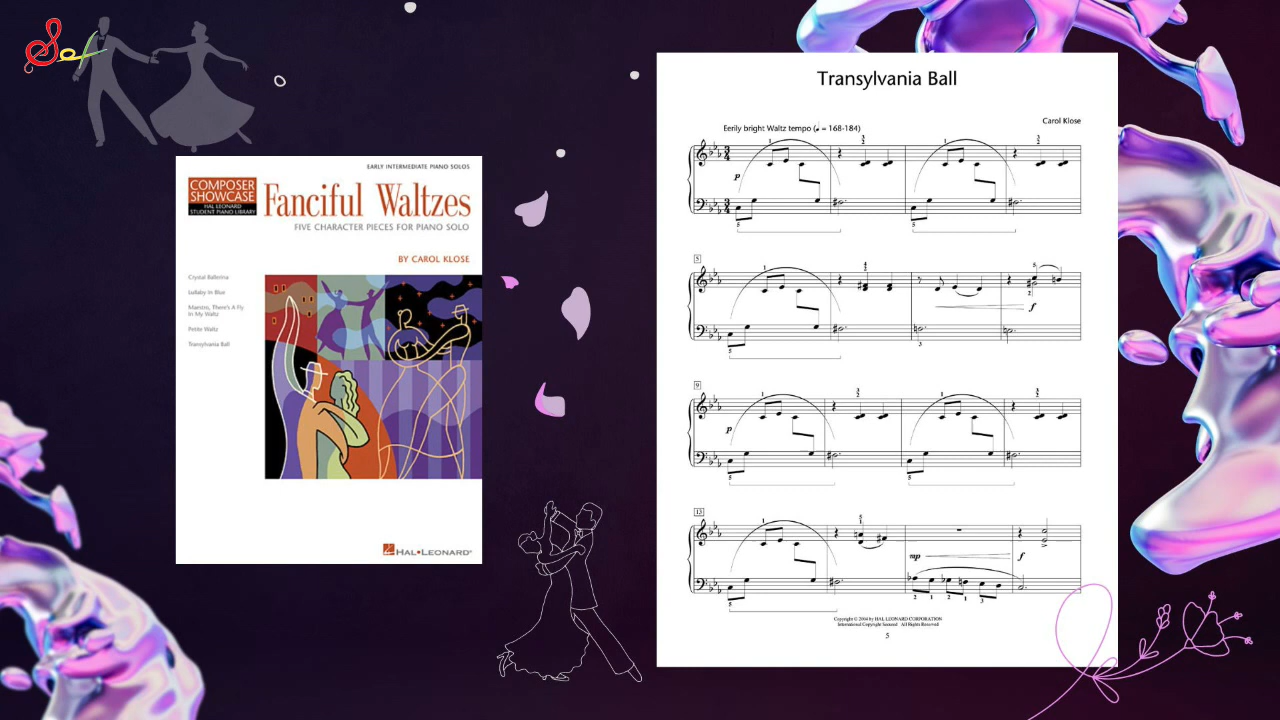 Sol
EARLY INTERMEDIATE PIANO SOLOS
COMPOSER
SHOWCASE
HAL LEONARD
STUDENT PIANO LIBRARY
Fanciful Waltzes
FIVE CHARACTER PIECES FOR PIANO SOLO
BY CAROL KLOSE
Crystal Ballerina
Lullaby In Blue
Maestro, There's A Fly
In My Waltz
Petite Waltz
Transylvania Ball
HAL•LEONARD®
Transylvania Ball
Carol Klose
Eerily bright Waltz tempo (♩ = 168-184)
p
5
f
9
p
13
mp
f
Copyright © 2004 by HAL LEONARD CORPORATION
International Copyright Secured All Rights Reserved
5